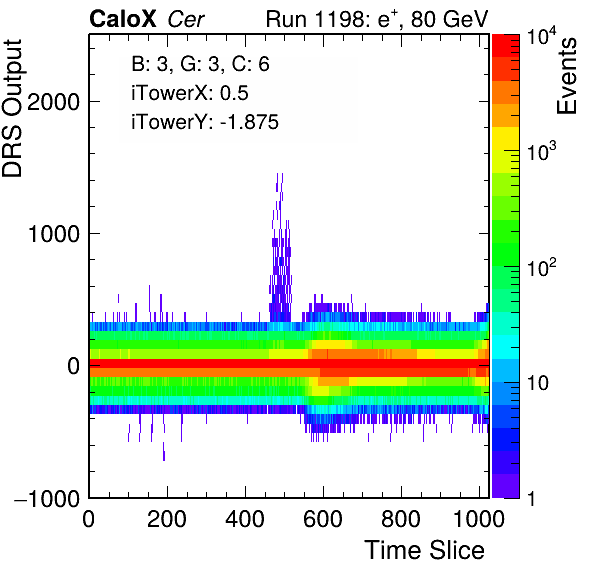 CaloX Cer Run 1198: e+, 80 GeV
B: 3, G: 3, C: 6
iTowerX: 0.5
iTowerY: -1.875
DRS Output
2000
1000
0
−1000
0 200 400 600 800 1000
Time Slice
Events
10^4
10^3
10^2
10
1